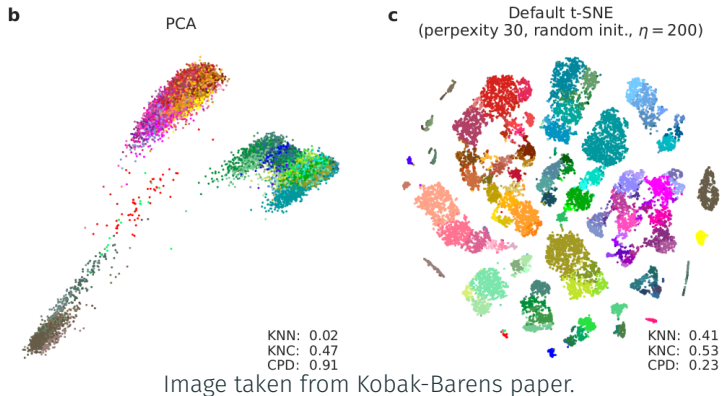 b
PCA
KNN: 0.02
KNC: 0.47
CPD: 0.91
c
Default t-SNE
(perpexity 30, random init., η = 200)
KNN: 0.41
KNC: 0.53
CPD: 0.23
Image taken from Kobak-Barens paper.